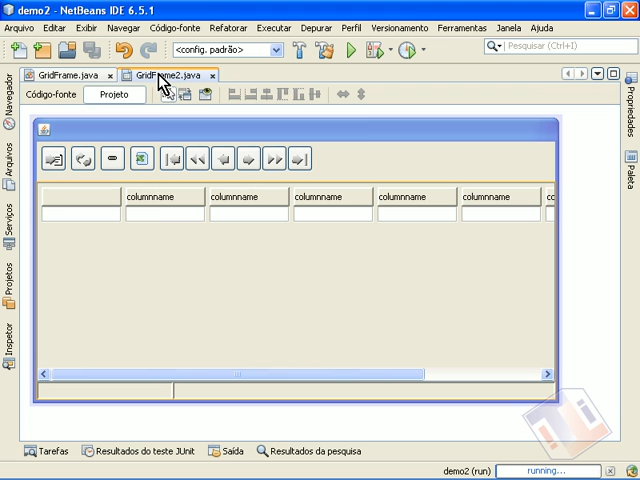 demo2 - NetBeans IDE 6.5.1
Arquivo Editar Exibir Navegar Código-fonte Refatorar Executar Depurar Perfil Versionamento Ferramentas Janela Ajuda
<config. padrão>
Pesquisar (Ctrl+I)
GridFrame.java
GridFrame2.java
Código-fonte Projeto
Navegador
Arquivos
Serviços
Projetos
Inspetor
Propriedades
Paleta
columnname columnname columnname columnname columnname cc
Tarefas Resultados do teste JUnit Saída Resultados da pesquisa
demo2 (run) running...